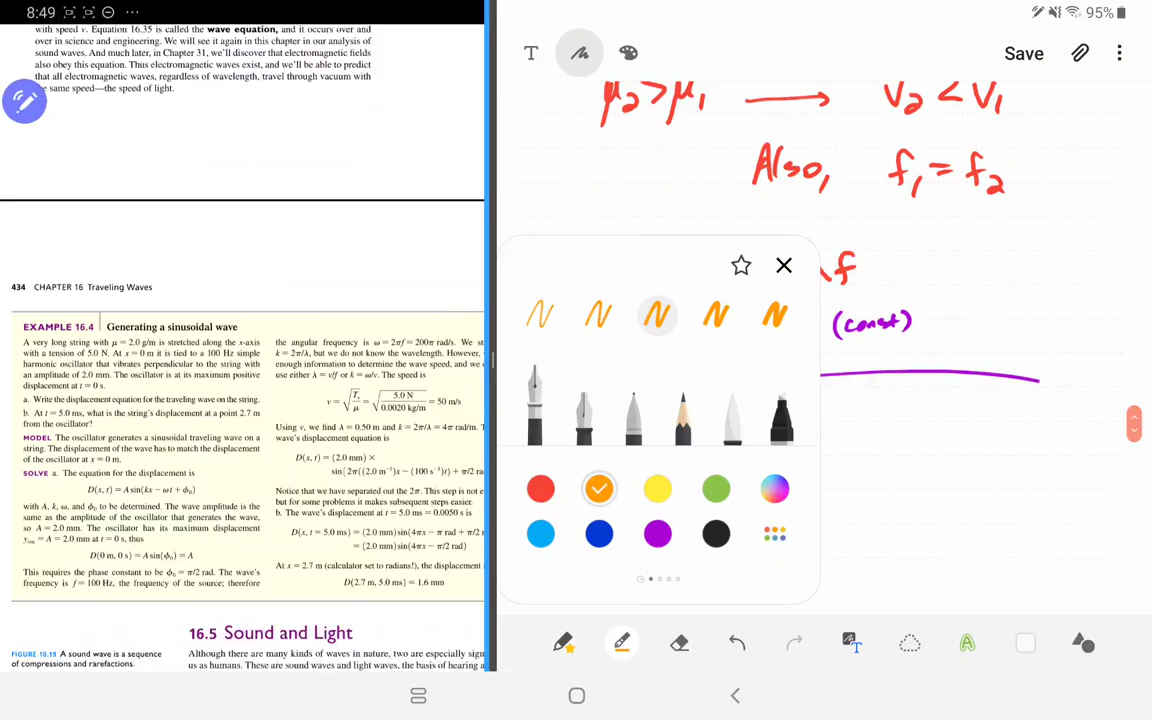 8:49
95%
with speed v. Equation 16.35 is called the wave equation, and it occurs over and
over in science and engineering. We will see it again in this chapter in our analysis of
sound waves. And much later, in Chapter 31, we'll discover that electromagnetic fields
also obey this equation. Thus electromagnetic waves exist, and we'll be able to predict
that all electromagnetic waves, regardless of wavelength, travel through vacuum with
same speed—the speed of light.
434 CHAPTER 16 Traveling Waves
EXAMPLE 16.4 Generating a sinusoidal wave
A very long string with μ = 2.0 g/m is stretched along the x-axis
with a tension of 5.0 N. At x = 0 m it is tied to a 100 Hz simple
harmonic oscillator that vibrates perpendicular to the string with
an amplitude of 2.0 mm. The oscillator is at its maximum positive
displacement at t = 0 s.
a. Write the displacement equation for the traveling wave on the string.
b. At t = 5.0 ms, what is the string's displacement at a point 2.7 m
from the oscillator?
MODEL The oscillator generates a sinusoidal traveling wave on a
string. The displacement of the wave has to match the displacement
of the oscillator at x = 0 m.
SOLVE a. The equation for the displacement is
D(x, t) = A sin(kx − ωt + ϕ₀)
with A, k, ω, and ϕ₀ to be determined. The wave amplitude is the
same as the amplitude of the oscillator that generates the wave,
so A = 2.0 mm. The oscillator has its maximum displacement
yosc = A = 2.0 mm at t = 0 s, thus
D(0 m, 0 s) = A sin(ϕ₀) = A
This requires the phase constant to be ϕ₀ = π/2 rad. The wave's
frequency is f = 100 Hz, the frequency of the source; therefore
the angular frequency is ω = 2πf = 200π rad/s. We st
k = 2π/λ, but we do not know the wavelength. However,
enough information to determine the wave speed, and we c
use either λ = v/f or k = ω/v. The speed is
v = √(Ts/μ) = √(5.0 N/0.0020 kg/m) = 50 m/s
Using v, we find λ = 0.50 m and k = 2π/λ = 4π rad/m. T
wave's displacement equation is
D(x, t) = (2.0 mm) ×
sin[2π((2.0 m⁻¹)x − (100 s⁻¹)t) + π/2 ra
Notice that we have separated out the 2π. This step is not e
but for some problems it makes subsequent steps easier.
b. The wave's displacement at t = 5.0 ms = 0.0050 s is
D(x, t = 5.0 ms) = (2.0 mm)sin(4πx − π rad + π/2
= (2.0 mm)sin(4πx − π/2 rad)
At x = 2.7 m (calculator set to radians!), the displacement
D(2.7 m, 5.0 ms) = 1.6 mm
16.5 Sound and Light
FIGURE 16.19 A sound wave is a sequence
of compressions and rarefactions.
Although there are many kinds of waves in nature, two are especially sign
us as humans. These are sound waves and light waves, the basis of hearing a
T
Save
μ₂ > μ₁ → v₂ < v₁
Also, f₁ = f₂
λf
(const)
T
A